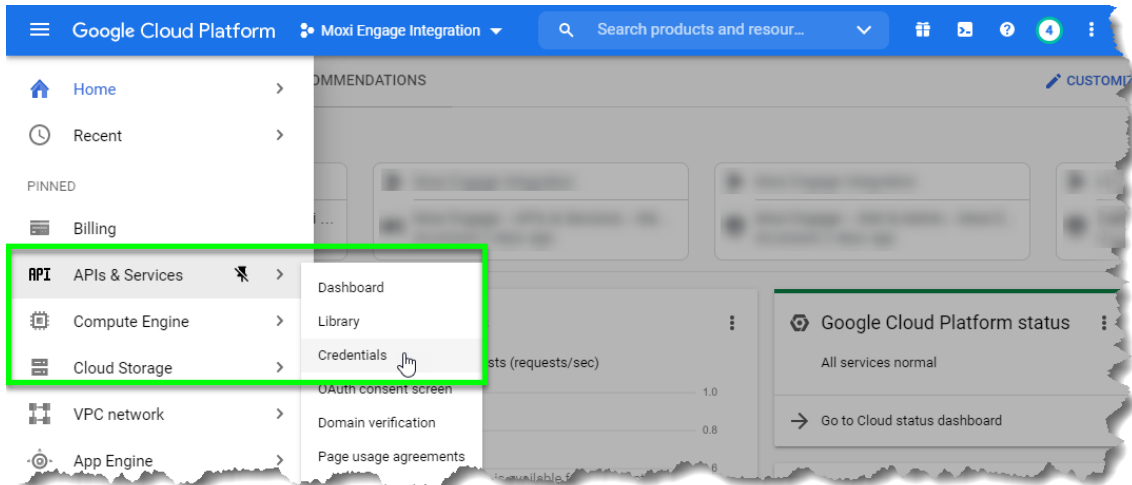 Google Cloud Platform
Moxi Engage Integration
Search products and resour...
4
Home
Recent
PINNED
Billing
API APIs & Services
Compute Engine
Cloud Storage
VPC network
App Engine
Dashboard
Library
Credentials
OAuth consent screen
Domain verification
Page usage agreements
OMMENDATIONS
CUSTOMIZ
sts (requests/sec)
1.0
0.8
Google Cloud Platform status
All services normal
Go to Cloud status dashboard